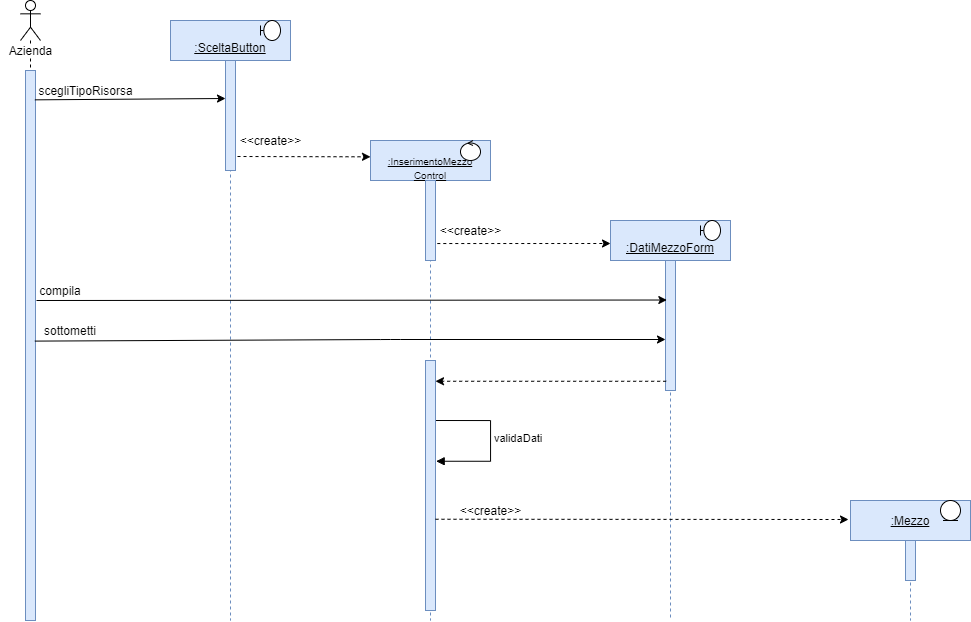 Azienda
:SceltaButton
scegliTipoRisorsa
<<create>>
:InserimentoMezzo
Control
<<create>>
:DatiMezzoForm
compila
sottometti
validaDati
<<create>>
:Mezzo